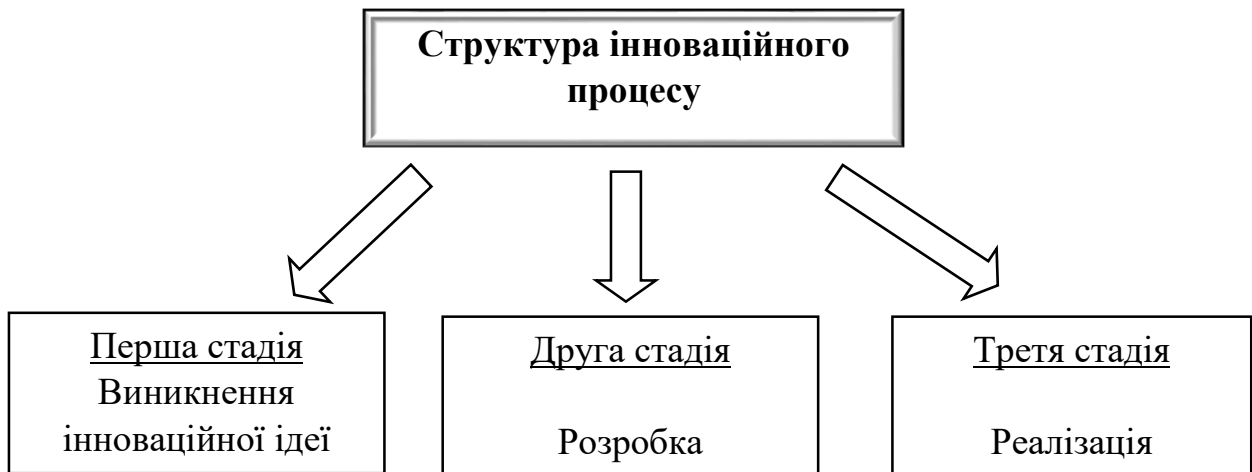 Структура інноваційного
процесу
Перша стадія
Виникнення
інноваційної ідеї
Друга стадія
Розробка
Третя стадія
Реалізація